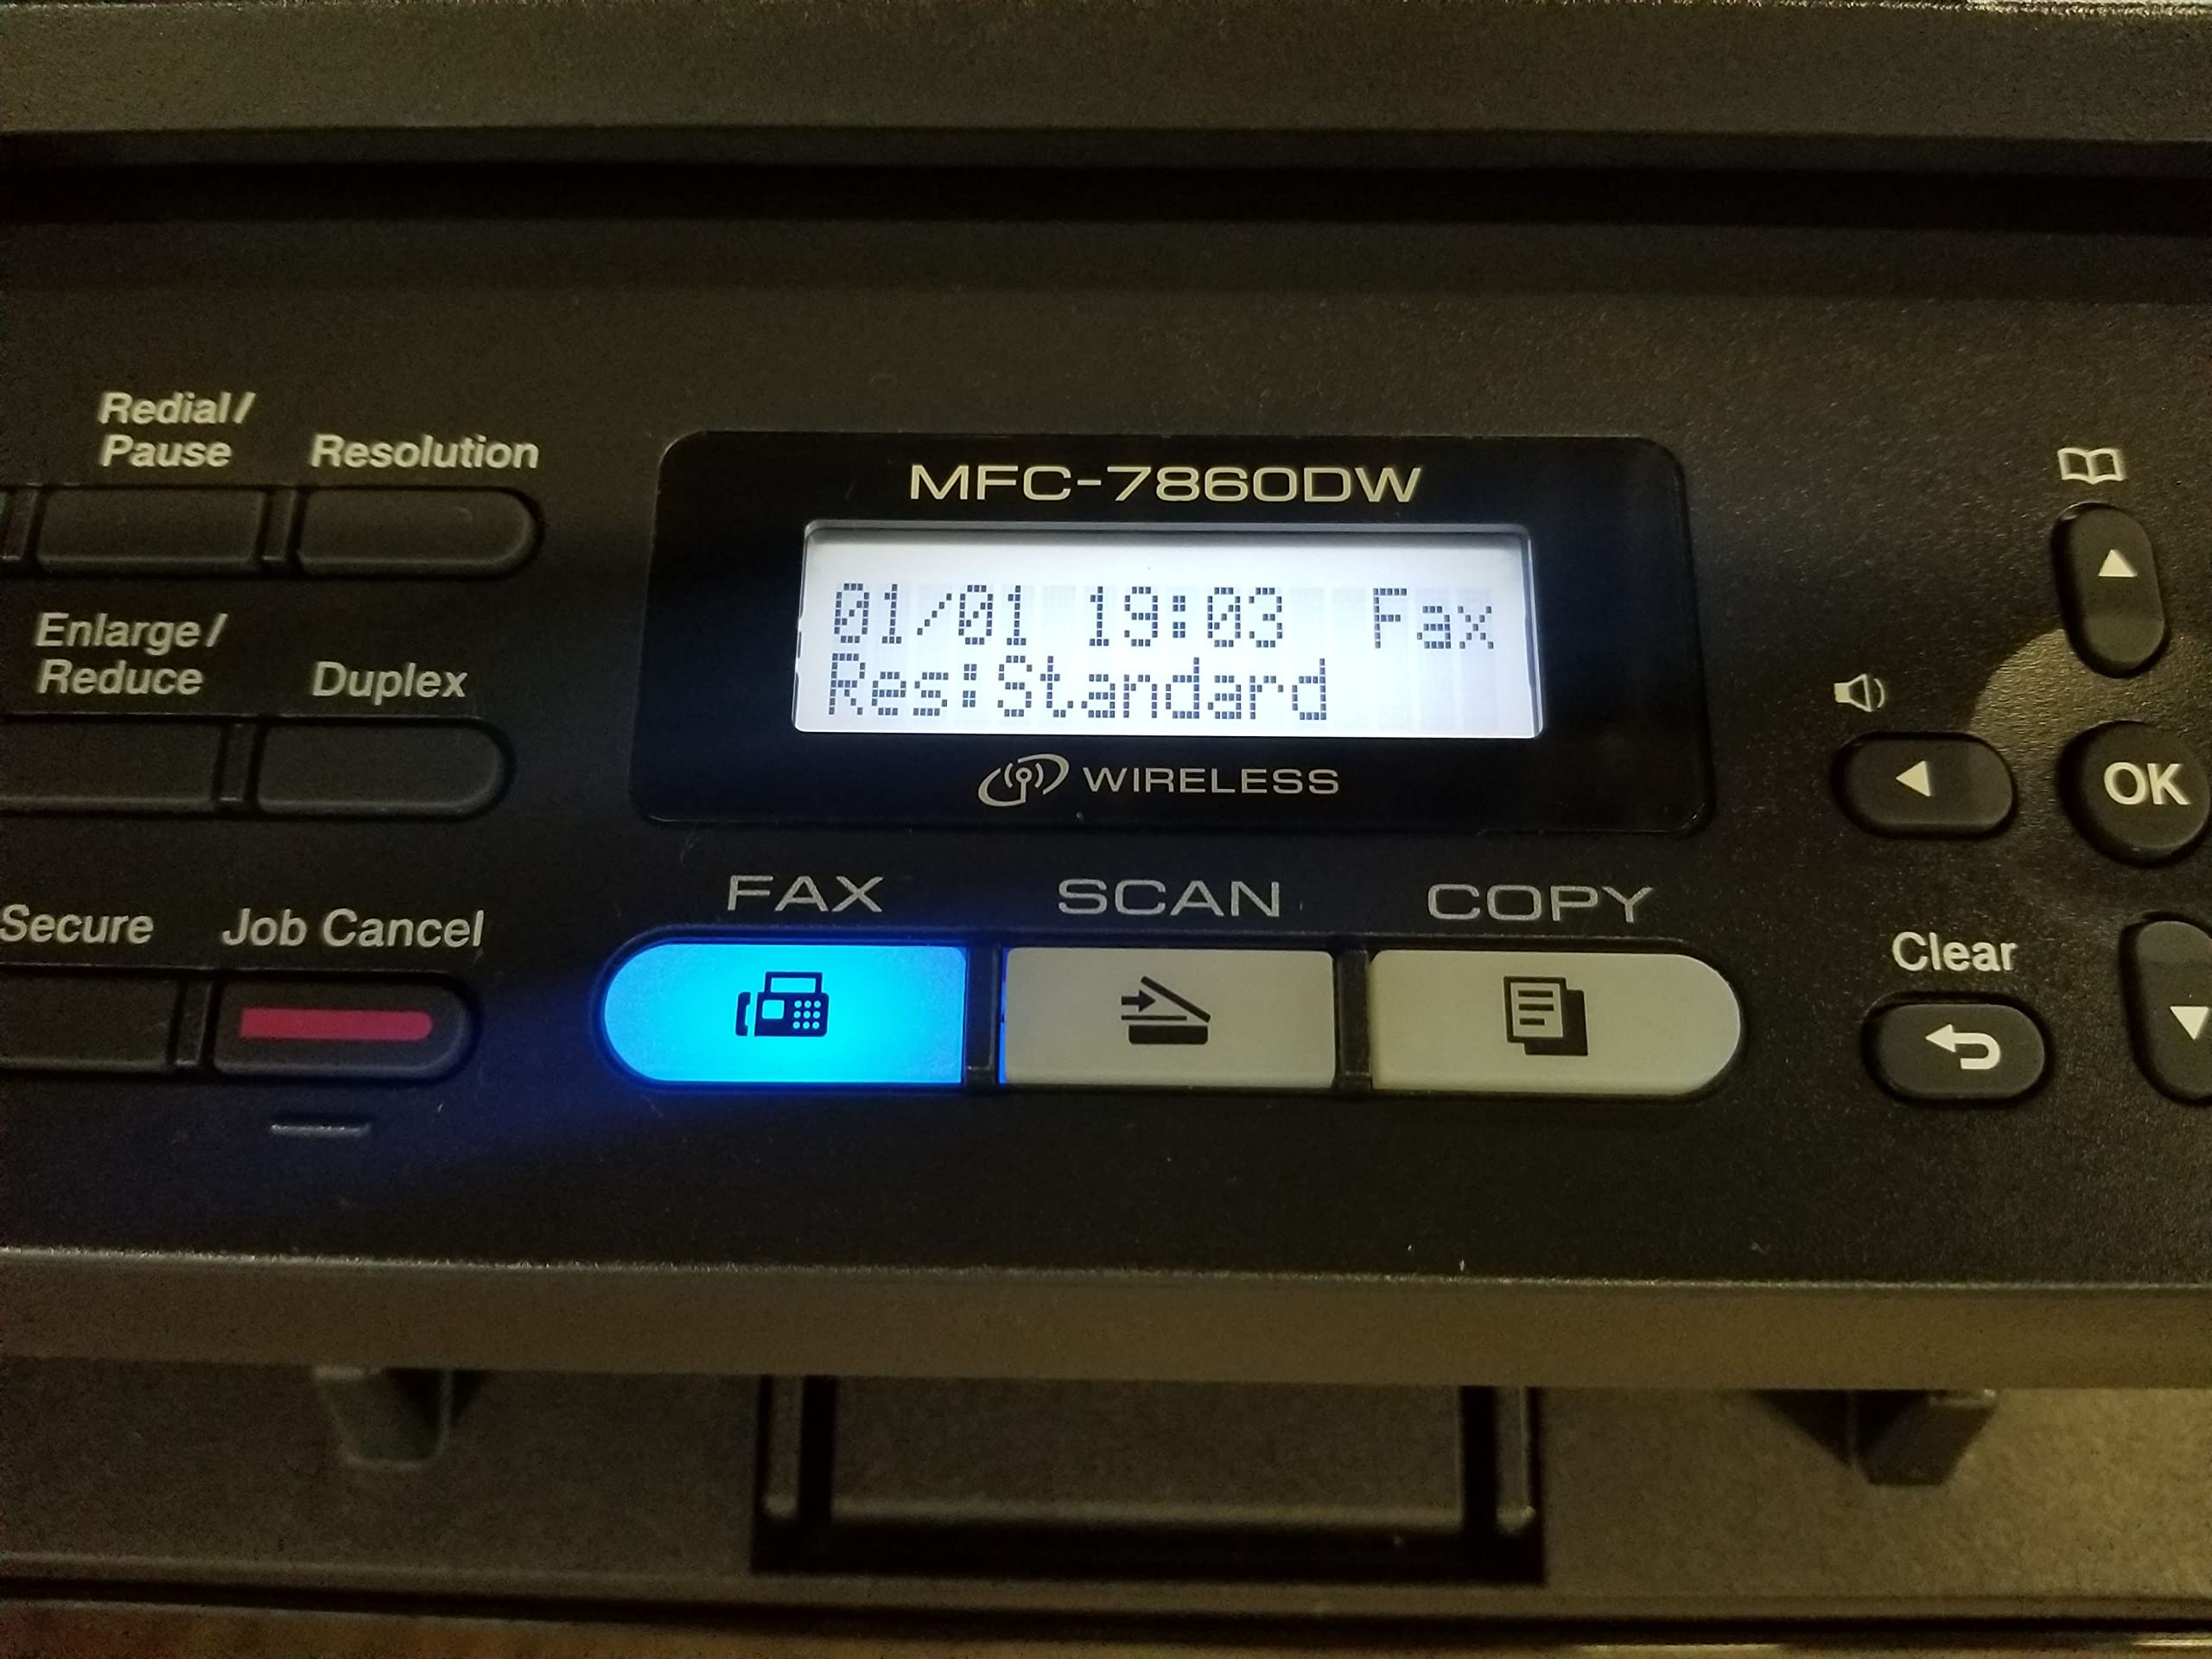 Redial/
Pause
Resolution
Enlarge/
Reduce
Duplex
Secure
Job Cancel
MFC-7860DW
01/01 19:03 Fax
Res:Standard
WIRELESS
FAX
SCAN
COPY
OK
Clear